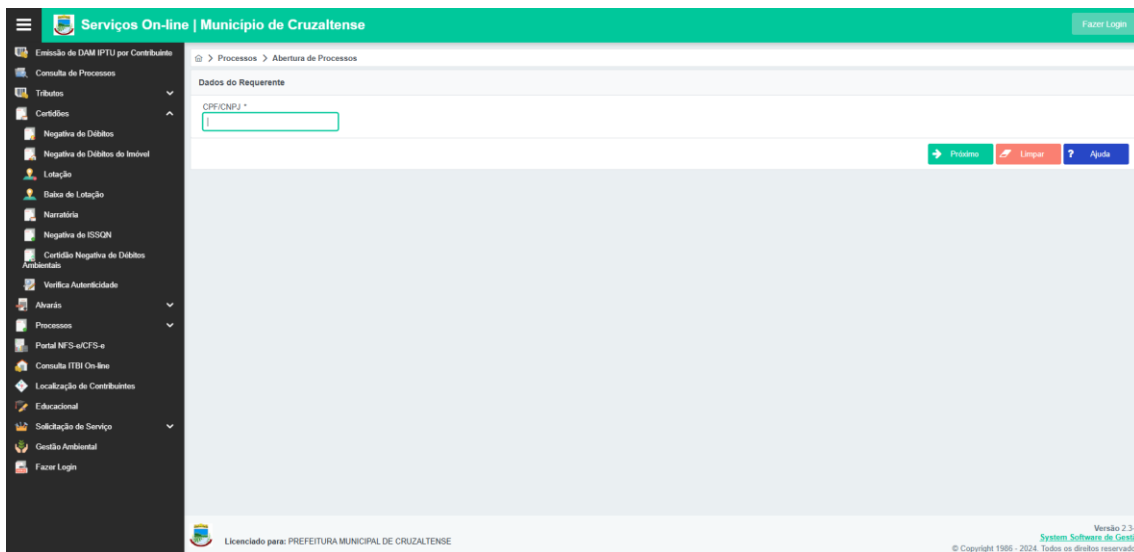 Serviços On-line | Municipio de Cruzaltense
Fazer Login
Emissão de DAM IPTU por Contribuinte
Consulta de Processos
Tributos
Certidões
Negativa de Débitos
Negativa de Débitos do Imóvel
Lotação
Baixa de Lotação
Narratória
Negativa de ISSQN
Certidão Negativa de Débitos
Ambientais
Verifica Autenticidade
Alvarás
Processos
Portal NFS-e/CFS-e
Consulta ITBI On-line
Localização de Contribuintes
Educacional
Solicitação de Serviço
Gestão Ambiental
Fazer Login
Processos > Abertura de Processos
Dados do Requerente
CPF/CNPJ *
Próximo
Limpar
? Ajuda
Licenciado para: PREFEITURA MUNICIPAL DE CRUZALTENSE
Versão 2.3
System Software de Gest
© Copyright 1986 - 2024. Todos os direitos reservado